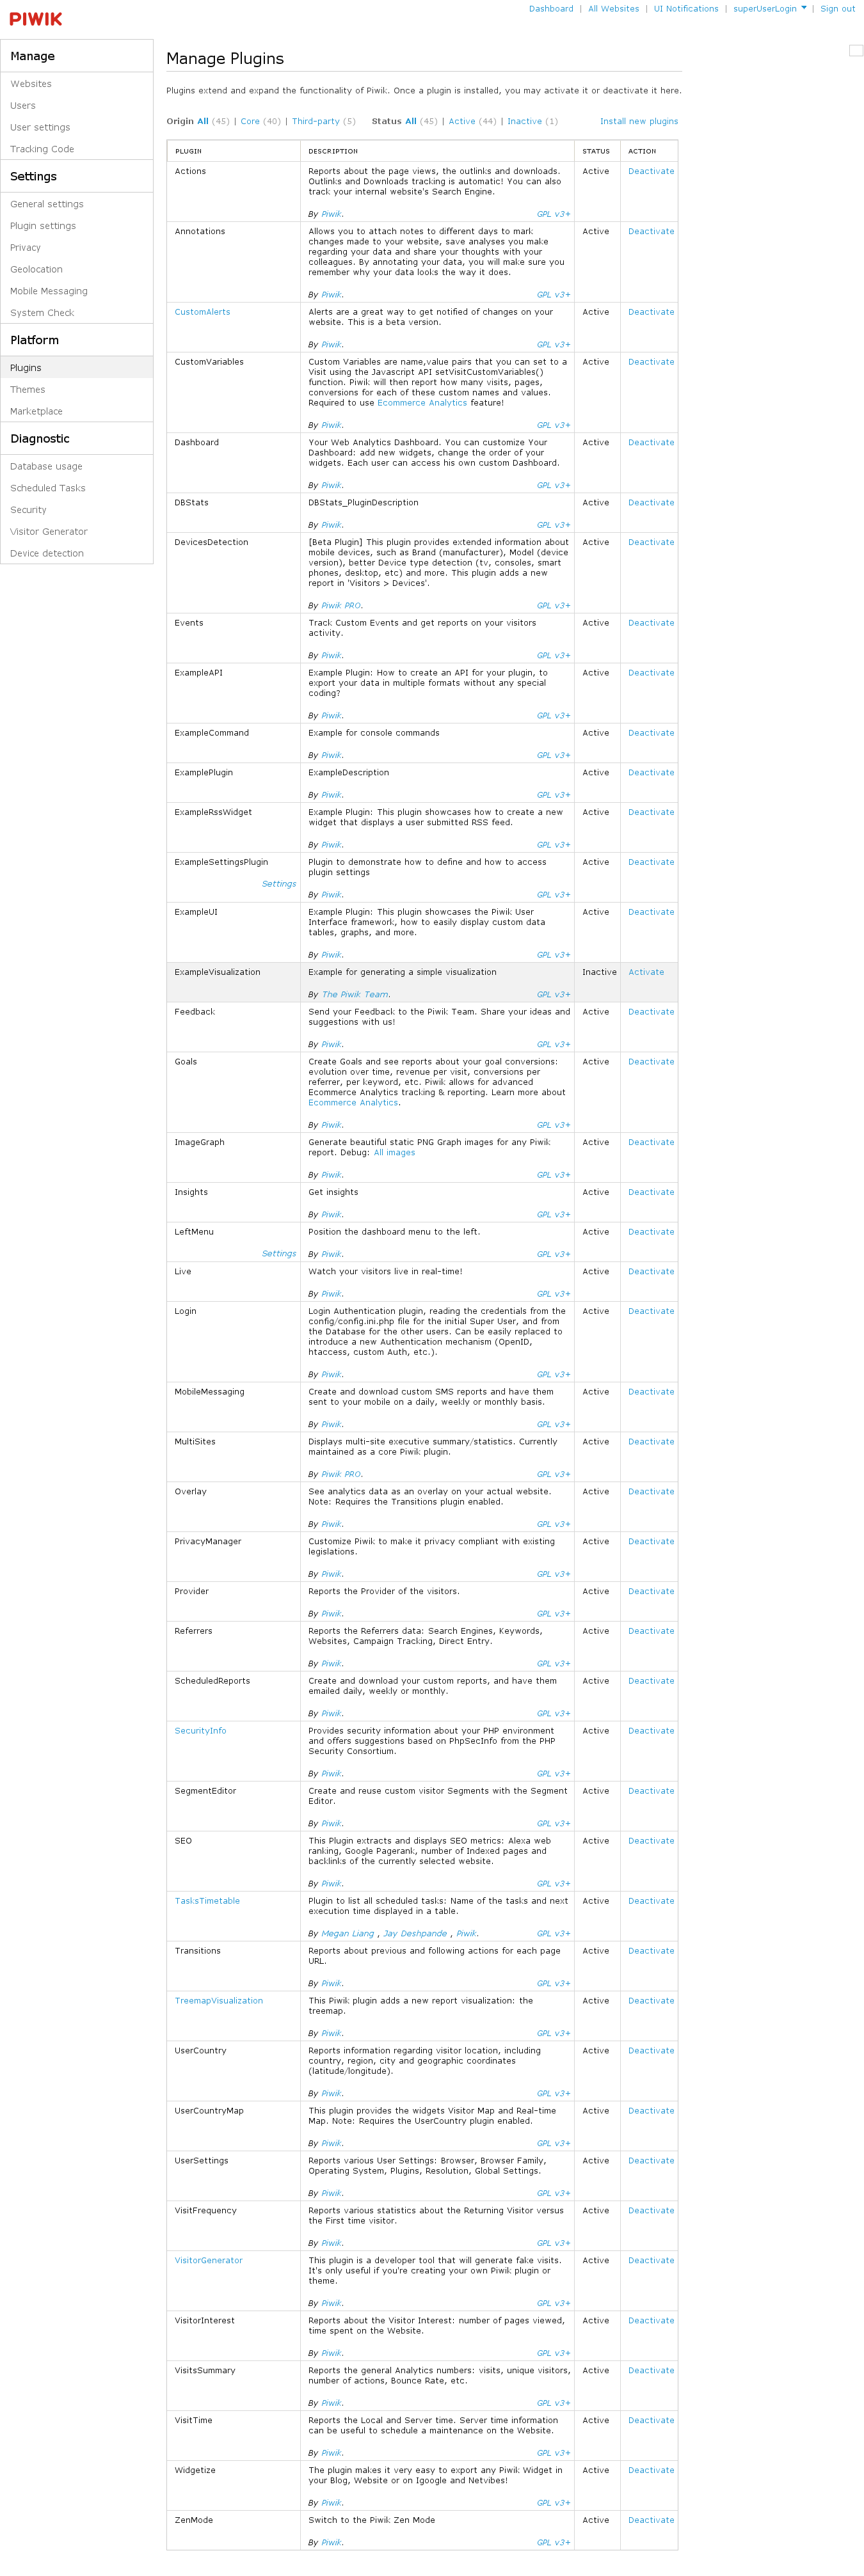 PIWIK
Dashboard | All Websites | UI Notifications | superUserLogin | Sign out
Manage
Websites
Users
User settings
Tracking Code
Settings
General settings
Plugin settings
Privacy
Geolocation
Mobile Messaging
System Check
Platform
Plugins
Themes
Marketplace
Diagnostic
Database usage
Scheduled Tasks
Security
Visitor Generator
Device detection
Manage Plugins
Plugins extend and expand the functionality of Piwik. Once a plugin is installed, you may activate it or deactivate it here.
Origin All (45) | Core (40) | Third-party (5) Status All (45) | Active (44) | Inactive (1) Install new plugins
PLUGIN DESCRIPTION STATUS ACTION
Actions Reports about the page views, the outlinks and downloads. Active Deactivate
Outlinks and Downloads tracking is automatic! You can also
track your internal website's Search Engine.
By Piwik. GPL v3+
Annotations Allows you to attach notes to different days to mark Active Deactivate
changes made to your website, save analyses you make
regarding your data and share your thoughts with your
colleagues. By annotating your data, you will make sure you
remember why your data looks the way it does.
By Piwik. GPL v3+
CustomAlerts Alerts are a great way to get notified of changes on your Active Deactivate
website. This is a beta version.
By Piwik. GPL v3+
CustomVariables Custom Variables are name,value pairs that you can set to a Active Deactivate
Visit using the Javascript API setVisitCustomVariables()
function. Piwik will then report how many visits, pages,
conversions for each of these custom names and values.
Required to use Ecommerce Analytics feature!
By Piwik. GPL v3+
Dashboard Your Web Analytics Dashboard. You can customize Your Active Deactivate
Dashboard: add new widgets, change the order of your
widgets. Each user can access his own custom Dashboard.
By Piwik. GPL v3+
DBStats DBStats_PluginDescription Active Deactivate
By Piwik. GPL v3+
DevicesDetection [Beta Plugin] This plugin provides extended information about Active Deactivate
mobile devices, such as Brand (manufacturer), Model (device
version), better Device type detection (tv, consoles, smart
phones, desktop, etc) and more. This plugin adds a new
report in 'Visitors > Devices'.
By Piwik PRO. GPL v3+
Events Track Custom Events and get reports on your visitors Active Deactivate
activity.
By Piwik. GPL v3+
ExampleAPI Example Plugin: How to create an API for your plugin, to Active Deactivate
export your data in multiple formats without any special
coding?
By Piwik. GPL v3+
ExampleCommand Example for console commands Active Deactivate
By Piwik. GPL v3+
ExamplePlugin ExampleDescription Active Deactivate
By Piwik. GPL v3+
ExampleRssWidget Example Plugin: This plugin showcases how to create a new Active Deactivate
widget that displays a user submitted RSS feed.
By Piwik. GPL v3+
ExampleSettingsPlugin Plugin to demonstrate how to define and how to access Active Deactivate
plugin settings
Settings
By Piwik. GPL v3+
ExampleUI Example Plugin: This plugin showcases the Piwik User Active Deactivate
Interface framework, how to easily display custom data
tables, graphs, and more.
By Piwik. GPL v3+
ExampleVisualization Example for generating a simple visualization Inactive Activate
By The Piwik Team. GPL v3+
Feedback Send your Feedback to the Piwik Team. Share your ideas and Active Deactivate
suggestions with us!
By Piwik. GPL v3+
Goals Create Goals and see reports about your goal conversions: Active Deactivate
evolution over time, revenue per visit, conversions per
referrer, per keyword, etc. Piwik allows for advanced
Ecommerce Analytics tracking & reporting. Learn more about
Ecommerce Analytics.
By Piwik. GPL v3+
ImageGraph Generate beautiful static PNG Graph images for any Piwik Active Deactivate
report. Debug: All images
By Piwik. GPL v3+
Insights Get insights Active Deactivate
By Piwik. GPL v3+
LeftMenu Position the dashboard menu to the left. Active Deactivate
Settings By Piwik. GPL v3+
Live Watch your visitors live in real-time! Active Deactivate
By Piwik. GPL v3+
Login Login Authentication plugin, reading the credentials from the Active Deactivate
config/config.ini.php file for the initial Super User, and from
the Database for the other users. Can be easily replaced to
introduce a new Authentication mechanism (OpenID,
htaccess, custom Auth, etc.).
By Piwik. GPL v3+
MobileMessaging Create and download custom SMS reports and have them Active Deactivate
sent to your mobile on a daily, weekly or monthly basis.
By Piwik. GPL v3+
MultiSites Displays multi-site executive summary/statistics. Currently Active Deactivate
maintained as a core Piwik plugin.
By Piwik PRO. GPL v3+
Overlay See analytics data as an overlay on your actual website. Active Deactivate
Note: Requires the Transitions plugin enabled.
By Piwik. GPL v3+
PrivacyManager Customize Piwik to make it privacy compliant with existing Active Deactivate
legislations.
By Piwik. GPL v3+
Provider Reports the Provider of the visitors. Active Deactivate
By Piwik. GPL v3+
Referrers Reports the Referrers data: Search Engines, Keywords, Active Deactivate
Websites, Campaign Tracking, Direct Entry.
By Piwik. GPL v3+
ScheduledReports Create and download your custom reports, and have them Active Deactivate
emailed daily, weekly or monthly.
By Piwik. GPL v3+
SecurityInfo Provides security information about your PHP environment Active Deactivate
and offers suggestions based on PhpSecInfo from the PHP
Security Consortium.
By Piwik. GPL v3+
SegmentEditor Create and reuse custom visitor Segments with the Segment Active Deactivate
Editor.
By Piwik. GPL v3+
SEO This Plugin extracts and displays SEO metrics: Alexa web Active Deactivate
ranking, Google Pagerank, number of Indexed pages and
backlinks of the currently selected website.
By Piwik. GPL v3+
TasksTimetable Plugin to list all scheduled tasks: Name of the tasks and next Active Deactivate
execution time displayed in a table.
By Megan Liang , Jay Deshpande , Piwik. GPL v3+
Transitions Reports about previous and following actions for each page Active Deactivate
URL.
By Piwik. GPL v3+
TreemapVisualization This Piwik plugin adds a new report visualization: the Active Deactivate
treemap.
By Piwik. GPL v3+
UserCountry Reports information regarding visitor location, including Active Deactivate
country, region, city and geographic coordinates
(latitude/longitude).
By Piwik. GPL v3+
UserCountryMap This plugin provides the widgets Visitor Map and Real-time Active Deactivate
Map. Note: Requires the UserCountry plugin enabled.
By Piwik. GPL v3+
UserSettings Reports various User Settings: Browser, Browser Family, Active Deactivate
Operating System, Plugins, Resolution, Global Settings.
By Piwik. GPL v3+
VisitFrequency Reports various statistics about the Returning Visitor versus Active Deactivate
the First time visitor.
By Piwik. GPL v3+
VisitorGenerator This plugin is a developer tool that will generate fake visits. Active Deactivate
It's only useful if you're creating your own Piwik plugin or
theme.
By Piwik. GPL v3+
VisitorInterest Reports about the Visitor Interest: number of pages viewed, Active Deactivate
time spent on the Website.
By Piwik. GPL v3+
VisitsSummary Reports the general Analytics numbers: visits, unique visitors, Active Deactivate
number of actions, Bounce Rate, etc.
By Piwik. GPL v3+
VisitTime Reports the Local and Server time. Server time information Active Deactivate
can be useful to schedule a maintenance on the Website.
By Piwik. GPL v3+
Widgetize The plugin makes it very easy to export any Piwik Widget in Active Deactivate
your Blog, Website or on Igoogle and Netvibes!
By Piwik. GPL v3+
ZenMode Switch to the Piwik Zen Mode Active Deactivate
By Piwik. GPL v3+